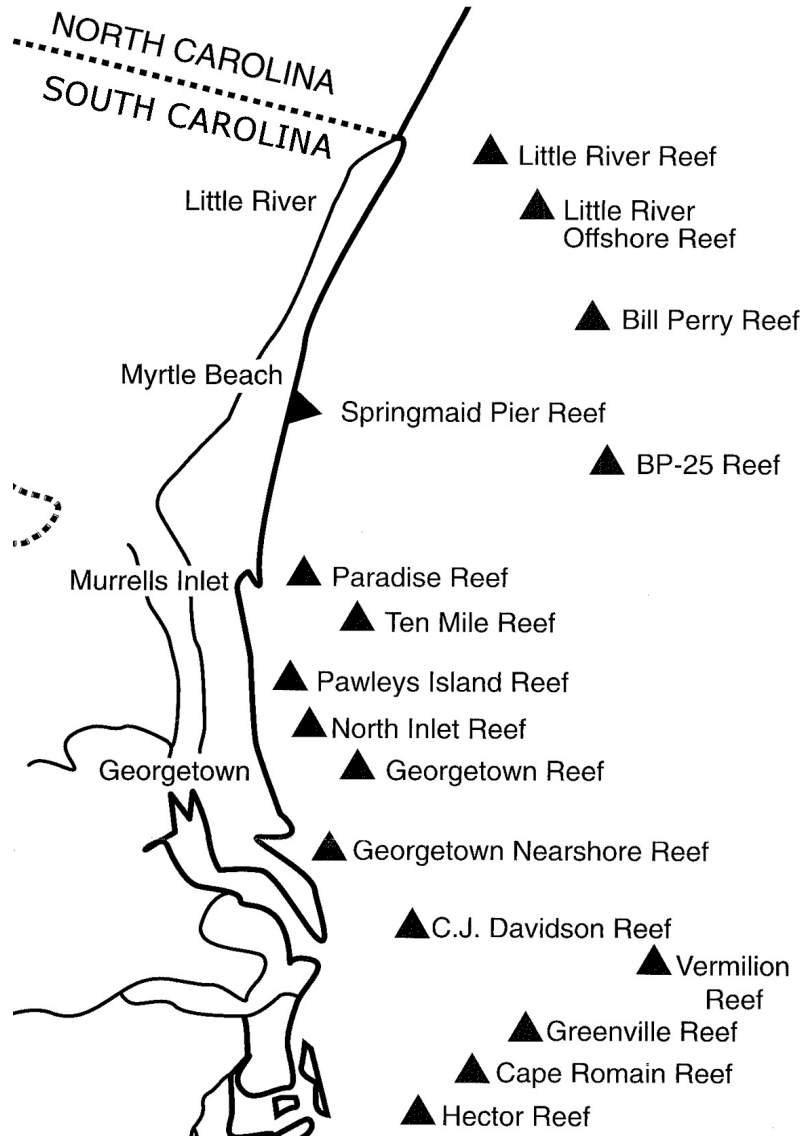 NORTH CAROLINA
SOUTH CAROLINA
Little River Reef
Little River
Little River
Offshore Reef
Bill Perry Reef
Myrtle Beach
Springmaid Pier Reef
BP-25 Reef
Murrells Inlet
Paradise Reef
Ten Mile Reef
Pawleys Island Reef
North Inlet Reef
Georgetown
Georgetown Reef
Georgetown Nearshore Reef
C.J. Davidson Reef
Vermilion
Reef
Greenville Reef
Cape Romain Reef
Hector Reef